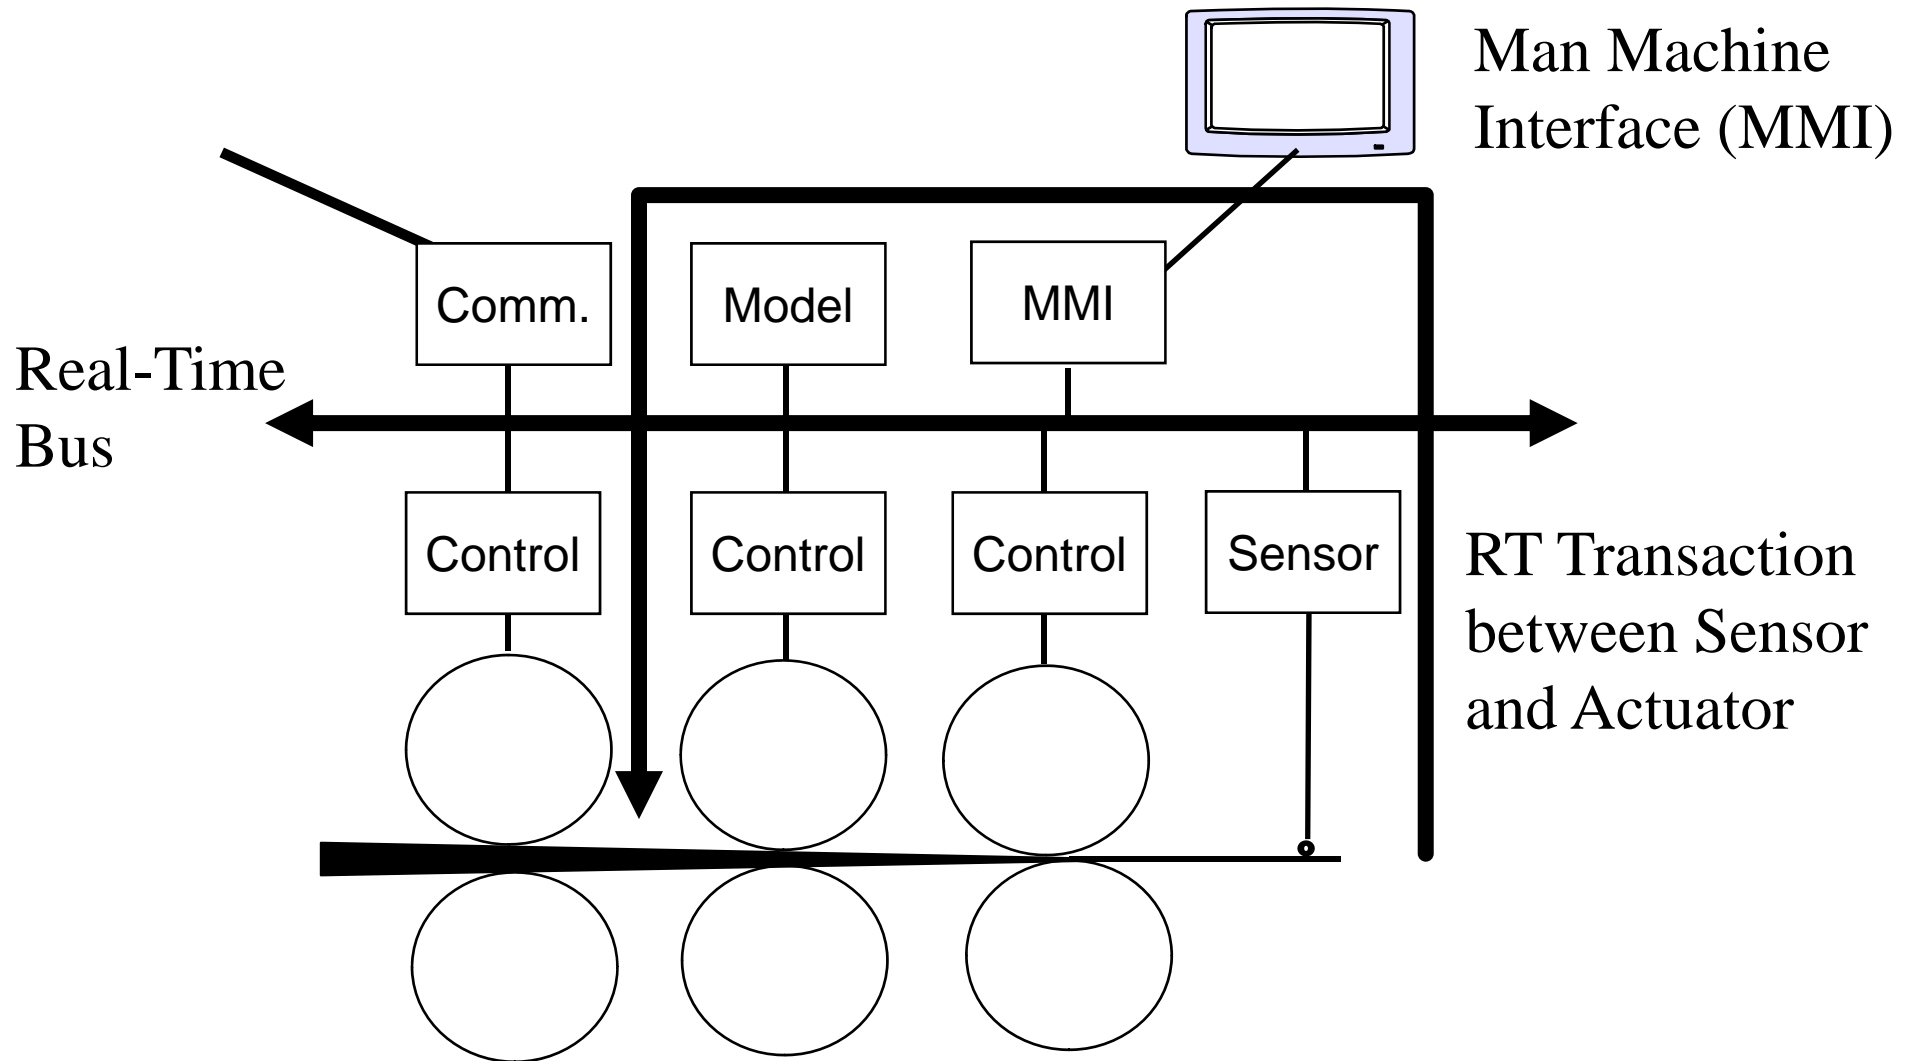 Man Machine
Interface (MMI)
Comm.
Model
MMI
Real-Time
Bus
Control
Control
Control
Sensor
RT Transaction
between Sensor
and Actuator